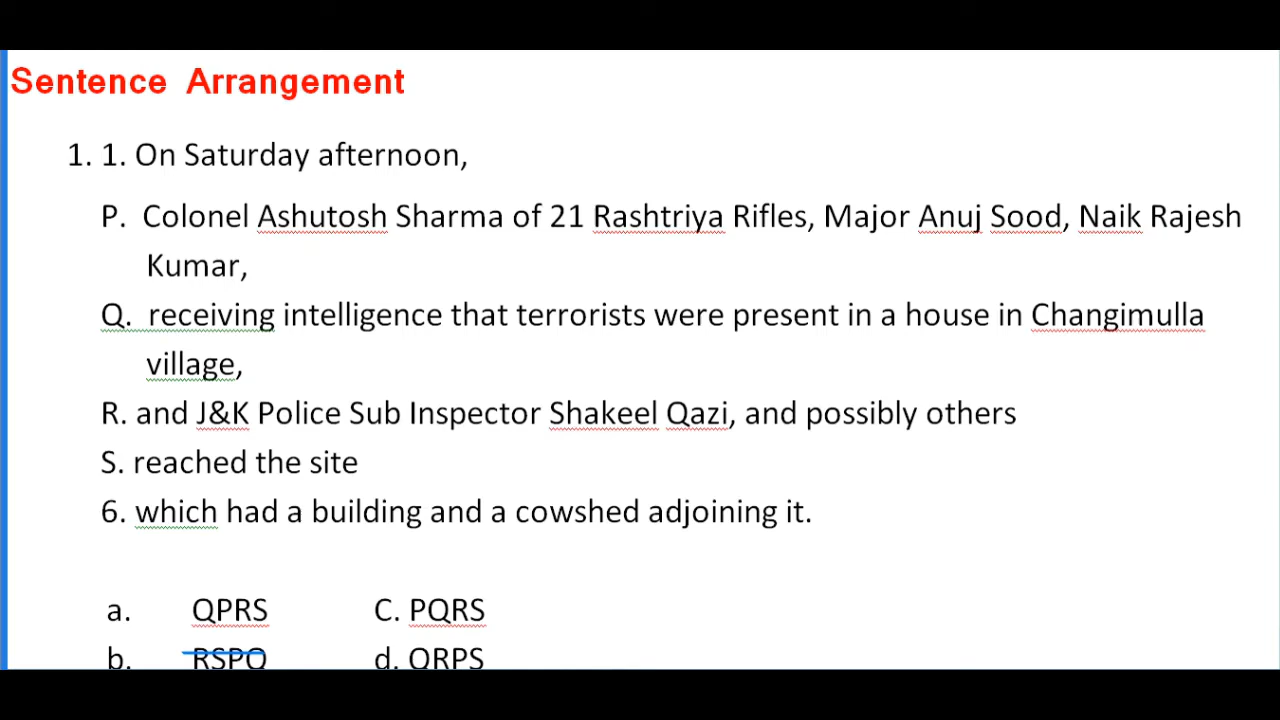 Sentence Arrangement
1. 1. On Saturday afternoon,
P. Colonel Ashutosh Sharma of 21 Rashtriya Rifles, Major Anuj Sood, Naik Rajesh
Kumar,
Q. receiving intelligence that terrorists were present in a house in Changimulla
village,
R. and J&K Police Sub Inspector Shakeel Qazi, and possibly others
S. reached the site
6. which had a building and a cowshed adjoining it.
a. QPRS C. PQRS
b. RSPQ d. QRPS